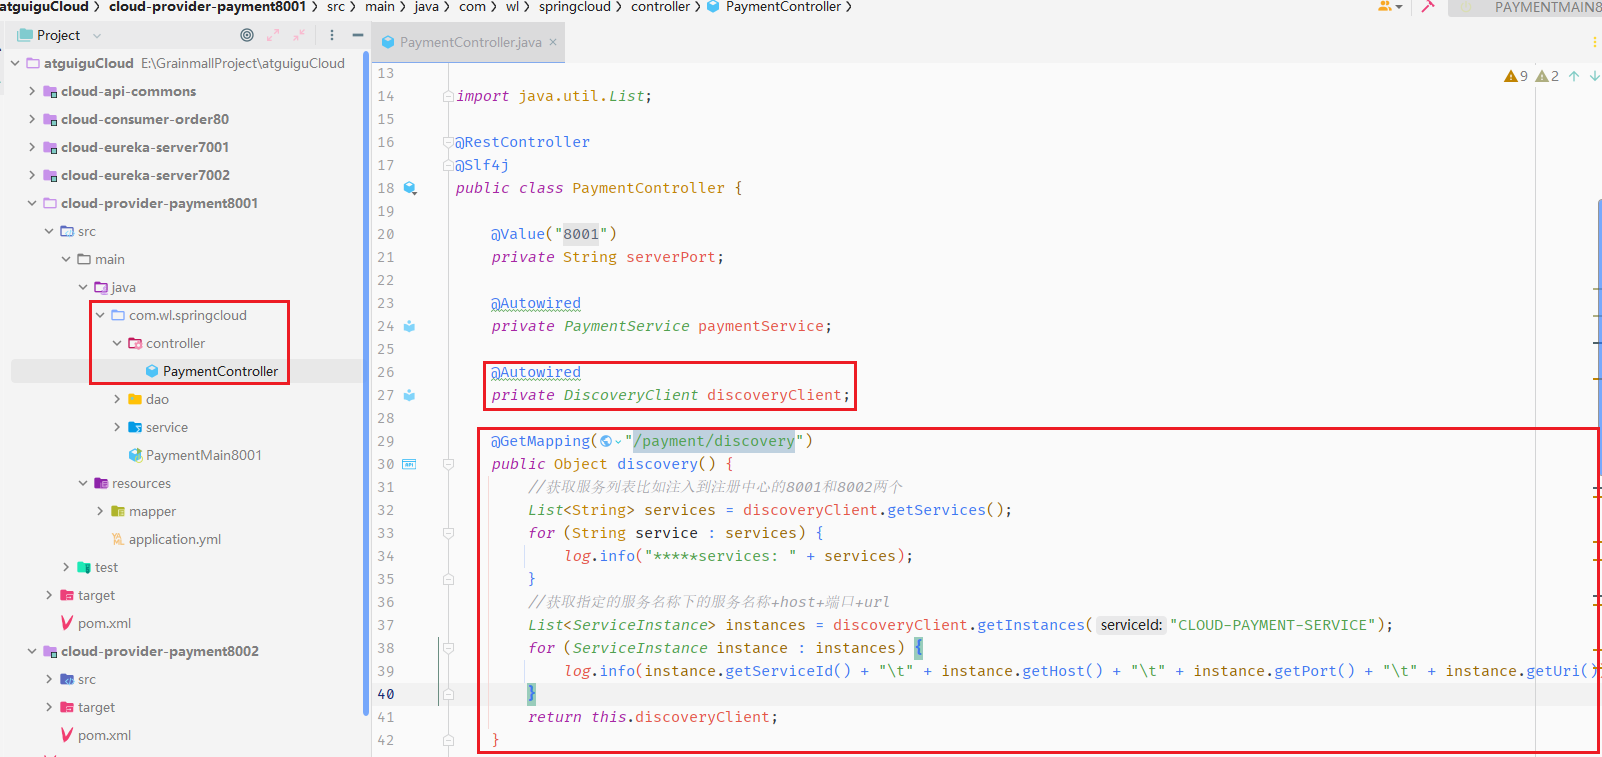 atguiguCloud > cloud-provider-payment8001 > src > main > java > com > wl > springcloud > controller > PaymentController >
PAYMENTMAIN8
Project
PaymentController.java ×
atguiguCloud E:\GrainmallProject\atguiguCloud
cloud-api-commons
cloud-consumer-order80
cloud-eureka-server7001
cloud-eureka-server7002
cloud-provider-payment8001
src
main
java
com.wl.springcloud
controller
PaymentController
dao
service
PaymentMain8001
resources
mapper
application.yml
test
target
pom.xml
cloud-provider-payment8002
src
target
pom.xml
9 2
13
14 import java.util.List;
15
16 @RestController
17 @Slf4j
18 public class PaymentController {
19
20 @Value("8001")
21 private String serverPort;
22
23 @Autowired
24 private PaymentService paymentService;
25
26 @Autowired
27 private DiscoveryClient discoveryClient;
28
29 @GetMapping("/payment/discovery")
30 public Object discovery() {
31 //获取服务列表比如注入到注册中心的8001和8002两个
32 List<String> services = discoveryClient.getServices();
33 for (String service : services) {
34 log.info("*****services: " + services);
35 }
36 //获取指定的服务名称下的服务名称+host+端口+url
37 List<ServiceInstance> instances = discoveryClient.getInstances( serviceId: "CLOUD-PAYMENT-SERVICE");
38 for (ServiceInstance instance : instances) {
39 log.info(instance.getServiceId() + "\t" + instance.getHost() + "\t" + instance.getPort() + "\t" + instance.getUri()
40 }
41 return this.discoveryClient;
42 }